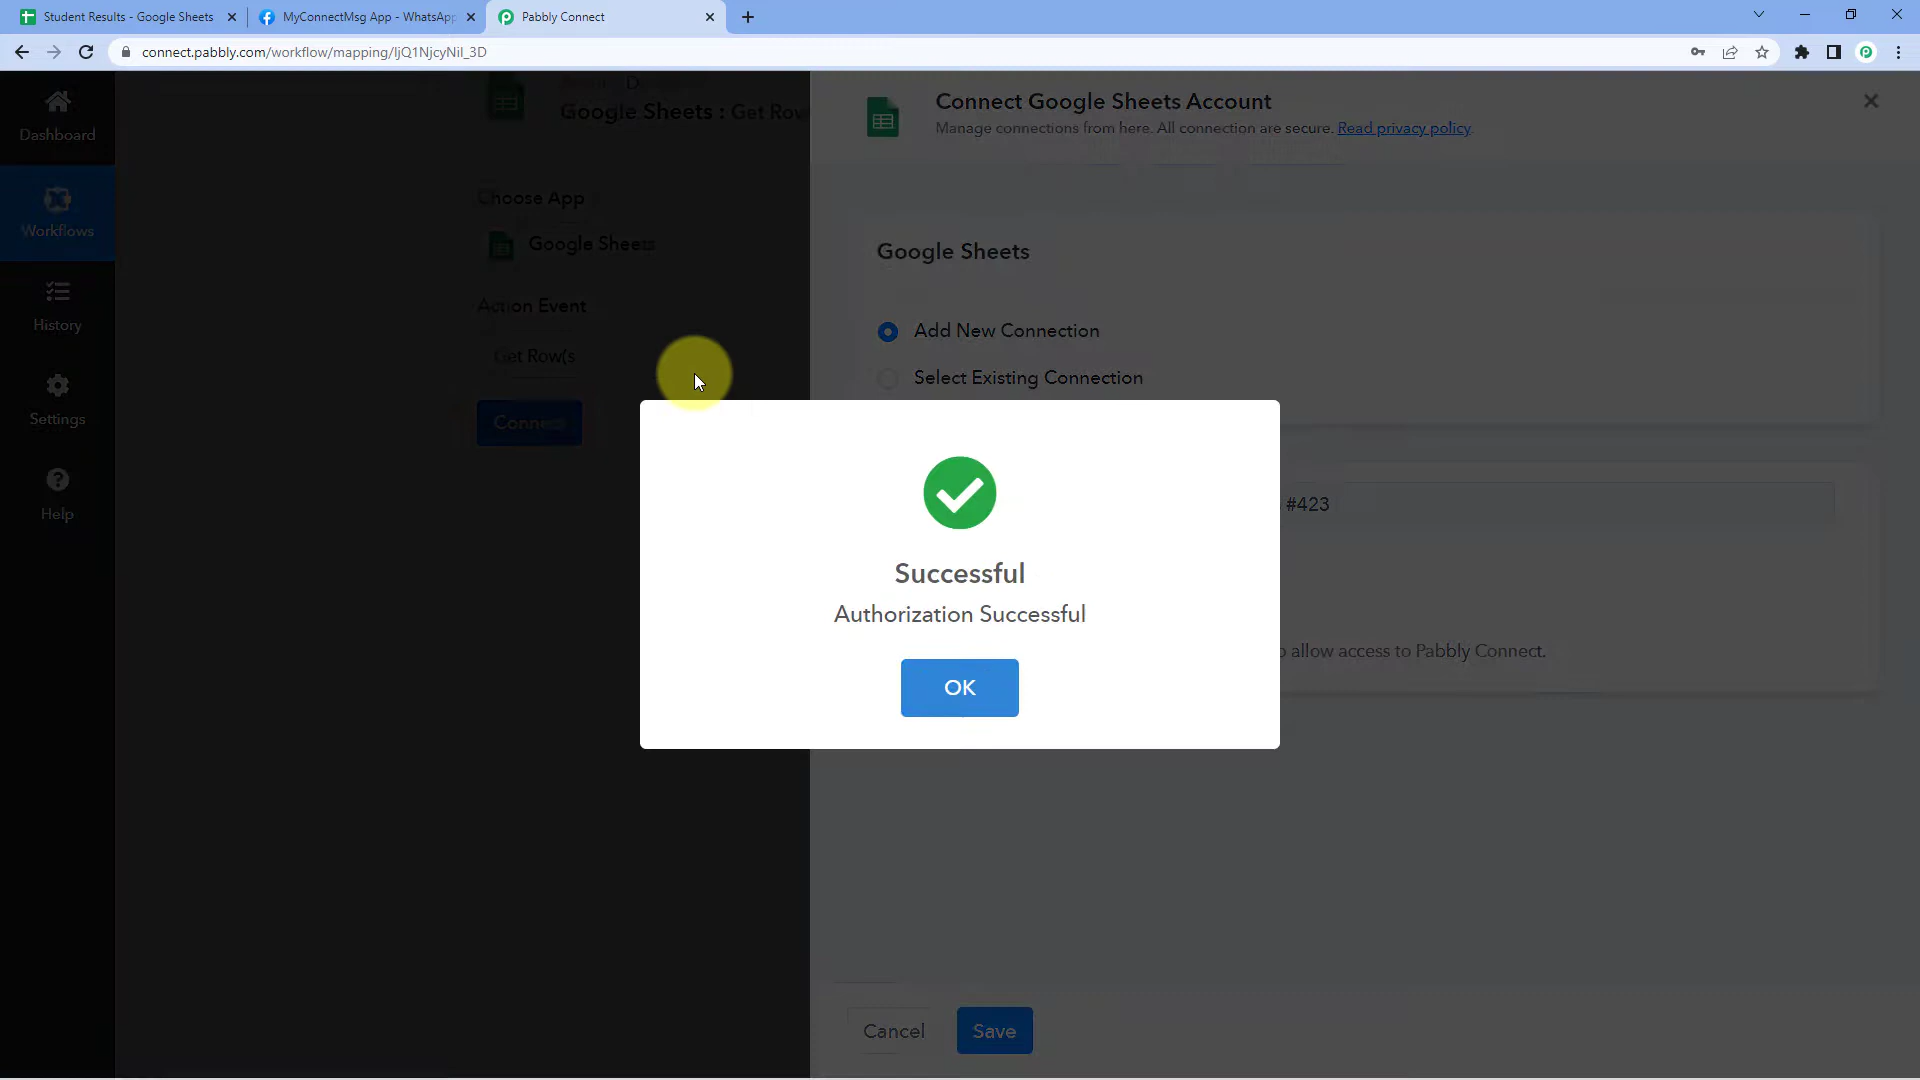 Student Results - Google Sheets
MyConnectMsg App - WhatsApp
Pabbly Connect
connect.pabbly.com/workflow/mapping/IjQ1NjcyNiI_3D
Dashboard
Workflows
History
Settings
Help
Google Sheets : Get Row
Choose App
Google Sheets
Action Event
Get Row(s
Connect
Connect Google Sheets Account
Manage connections from here. All connection are secure. Read privacy policy.
Google Sheets
Add New Connection
Select Existing Connection
#423
Successful
Authorization Successful
OK
o allow access to Pabbly Connect.
Cancel
Save